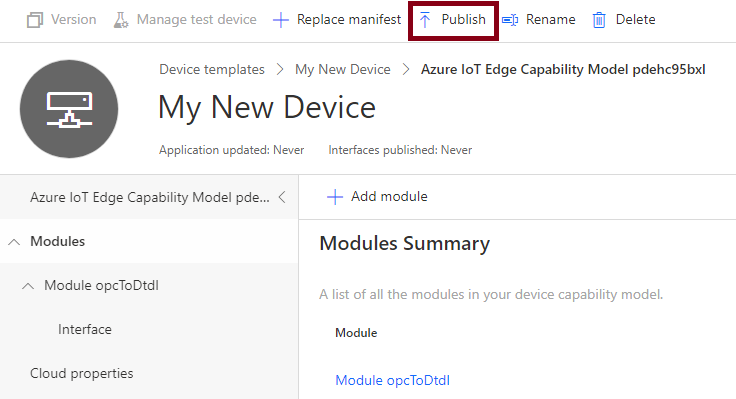 Version Manage test device Replace manifest Publish Rename Delete
Device templates My New Device Azure IoT Edge Capability Model pdehc95bxl
My New Device
Application updated: Never Interfaces published: Never
Azure IoT Edge Capability Model pde...
Add module
Modules
Modules Summary
Module opcToDtdl
A list of all the modules in your device capability model.
Interface
Module
Cloud properties
Module opcToDtdl